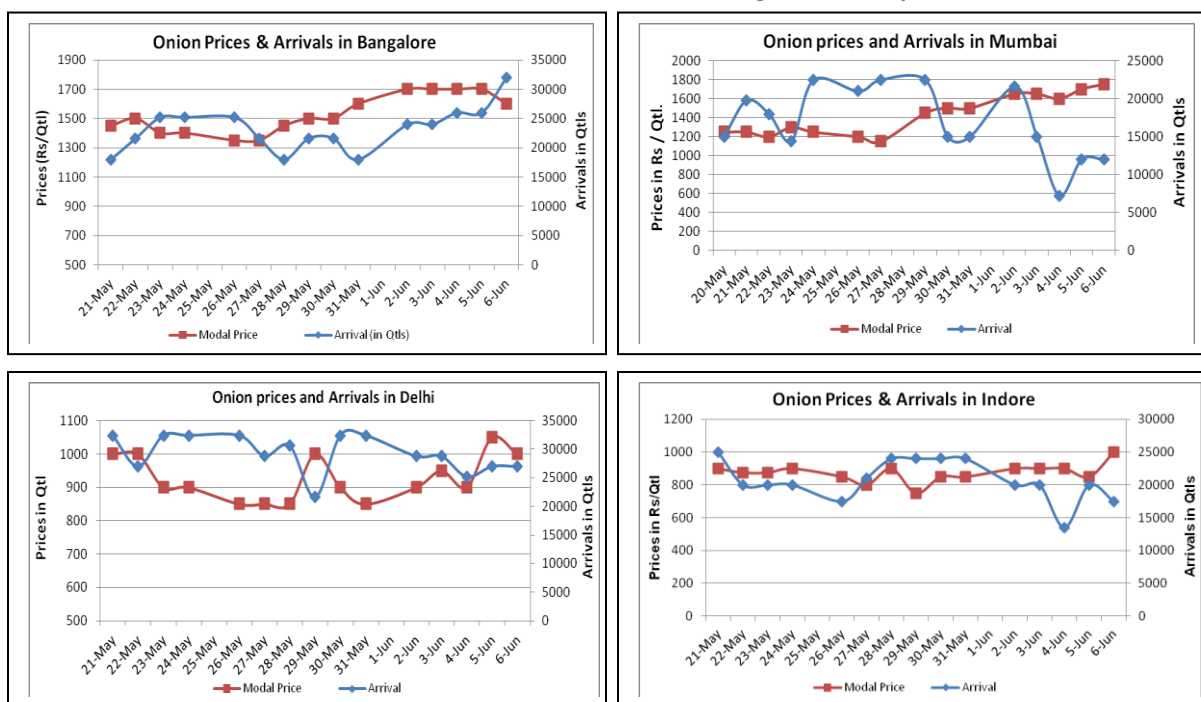 Onion Prices & Arrivals in Bangalore
Prices (Rs/Qtl)
1900
1700
1500
1300
1100
900
700
500
35000
30000
25000
20000
15000
10000
5000
0
Arrivals in Qtls
21-May
22-May
23-May
24-May
25-May
26-May
27-May
28-May
29-May
30-May
31-May
1-Jun
2-Jun
3-Jun
4-Jun
5-Jun
6-Jun
Modal Price
Arrival (in Qtls)
Onion prices and Arrivals in Mumbai
Prices in Rs / Qtl.
2000
1800
1600
1400
1200
1000
800
600
400
200
0
25000
20000
15000
10000
5000
0
Arrivals in Qtls
20-May
21-May
22-May
23-May
24-May
25-May
26-May
27-May
28-May
29-May
30-May
31-May
1-Jun
2-Jun
3-Jun
4-Jun
5-Jun
6-Jun
Modal Price
Arrival
Onion prices and Arrivals in Delhi
Prices in Qtl
1100
1000
900
800
700
600
500
35000
30000
25000
20000
15000
10000
5000
0
Arrivals in Qtls
21-May
22-May
23-May
24-May
25-May
26-May
27-May
28-May
29-May
30-May
31-May
1-Jun
2-Jun
3-Jun
4-Jun
5-Jun
6-Jun
Modal Price
Arrival
Onion Prices & Arrivals in Indore
Prices in Rs/Qtl
1200
1000
800
600
400
200
0
30000
25000
20000
15000
10000
5000
0
Arrivals in Qtls
21-May
22-May
23-May
24-May
25-May
26-May
27-May
28-May
29-May
30-May
31-May
1-Jun
2-Jun
3-Jun
4-Jun
5-Jun
6-Jun
Modal Price
Arrival